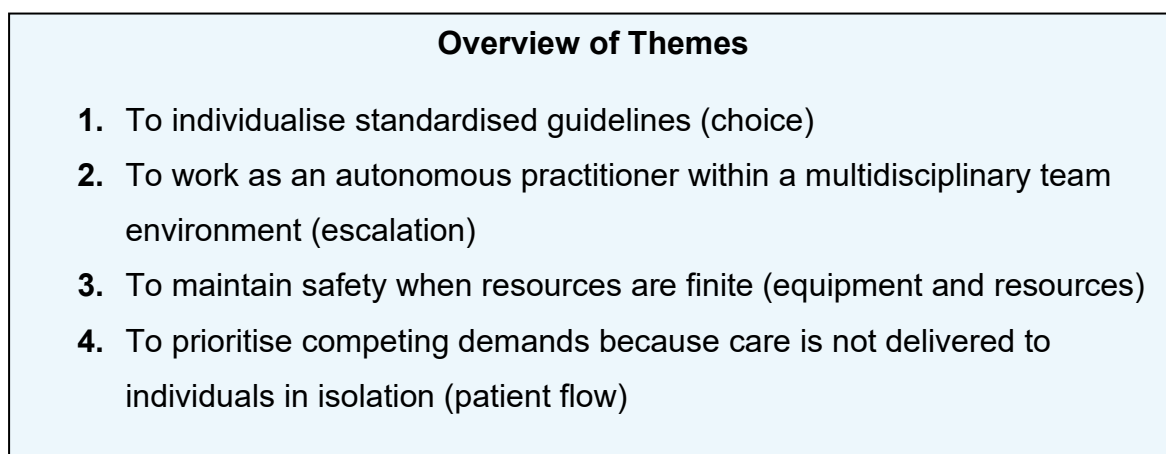 Overview of Themes
1. To individualise standardised guidelines (choice)
2. To work as an autonomous practitioner within a multidisciplinary team
environment (escalation)
3. To maintain safety when resources are finite (equipment and resources)
4. To prioritise competing demands because care is not delivered to
individuals in isolation (patient flow)